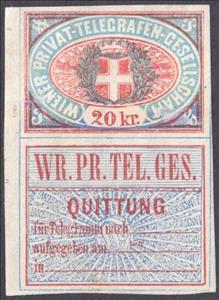 WIENER PRIVAT-TELEGRAFEN-GESELLSCHAFT
20 kr.
WR. PR. TEL. GES.
QUITTUNG
für Telegramm nach
aufgegeben am
in